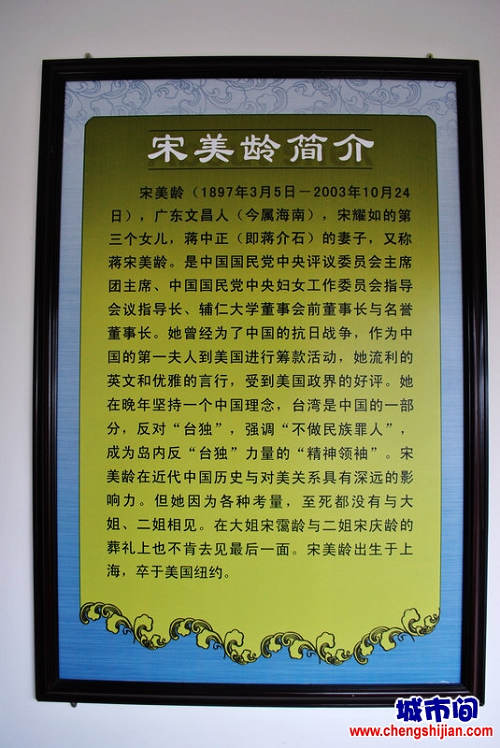 宋美龄简介
宋美龄（1897年3月5日－2003年10月24
日），广东文昌人（今属海南），宋耀如的第
三个女儿，蒋中正（即蒋介石）的妻子，又称
蒋宋美龄。是中国国民党中央评议委员会主席
团主席、中国国民党中央妇女工作委员会指导
会议指导长、辅仁大学董事会前董事长与名誉
董事长。她曾经为了中国的抗日战争，作为中
国的第一夫人到美国进行筹款活动，她流利的
英文和优雅的言行，受到美国政界的好评。她
在晚年坚持一个中国理念，台湾是中国的一部
分，反对“台独”，强调“不做民族罪人”，
成为岛内反“台独”力量的“精神领袖”。宋
美龄在近代中国历史与对美关系具有深远的影
响力。但她因为各种考量，至死都没有与大
姐、二姐相见。在大姐宋霭龄与二姐宋庆龄的
葬礼上也不肯去见最后一面。宋美龄出生于上
海，卒于美国纽约。
城市间
www.chengshijian.com